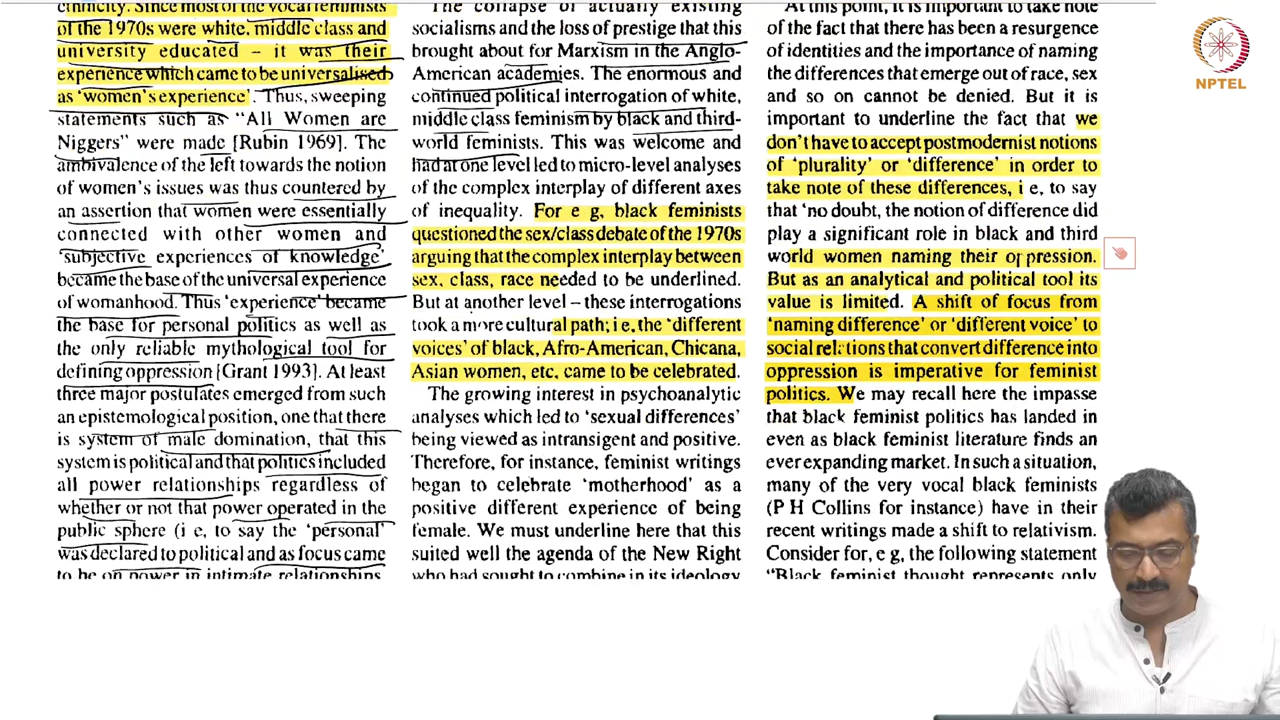 ethnicity. Since most of the vocal feminists
of the 1970s were white, middle class and
university educated – it was their
experience which came to be universalised
as 'women's experience'. Thus, sweeping
statements such as "All Women are
Niggers" were made [Rubin 1969]. The
ambivalence of the left towards the notion
of women's issues was thus countered by
an assertion that women were essentially
connected with other women and
'subjective experiences of knowledge'
became the base of the universal experience
of womanhood. Thus 'experience' became
the base for personal politics as well as
the only reliable mythological tool for
defining oppression [Grant 1993]. At least
three major postulates emerged from such
an epistemological position, one that there
is system of male domination, that this
system is political and that politics included
all power relationships regardless of
whether or not that power operated in the
public sphere (i e, to say the 'personal'
was declared to political and as focus came
to be on power in intimate relationships,
The collapse of actually existing
socialisms and the loss of prestige that this
brought about for Marxism in the Anglo-
American academies. The enormous and
continued political interrogation of white,
middle class feminism by black and third-
world feminists. This was welcome and
had at one level led to micro-level analyses
of the complex interplay of different axes
of inequality. For e g, black feminists
questioned the sex/class debate of the 1970s
arguing that the complex interplay between
sex, class, race needed to be underlined.
But at another level – these interrogations
took a more cultural path; i e, the 'different
voices' of black, Afro-American, Chicana,
Asian women, etc, came to be celebrated.
The growing interest in psychoanalytic
analyses which led to 'sexual differences'
being viewed as intransigent and positive.
Therefore, for instance, feminist writings
began to celebrate 'motherhood' as a
positive different experience of being
female. We must underline here that this
suited well the agenda of the New Right
who had sought to combine in its ideology
At this point, it is important to take note
of the fact that there has been a resurgence
of identities and the importance of naming
the differences that emerge out of race, sex
and so on cannot be denied. But it is
important to underline the fact that we
don't have to accept postmodernist notions
of 'plurality' or 'difference' in order to
take note of these differences, i e, to say
that 'no doubt, the notion of difference did
play a significant role in black and third
world women naming their oppression.
But as an analytical and political tool its
value is limited. A shift of focus from
'naming difference' or 'different voice' to
social relations that convert difference into
oppression is imperative for feminist
politics. We may recall here the impasse
that black feminist politics has landed in
even as black feminist literature finds an
ever expanding market. In such a situation,
many of the very vocal black feminists
(P H Collins for instance) have in their
recent writings made a shift to relativism.
Consider for, e g, the following statement
"Black feminist thought represents only
NPTEL